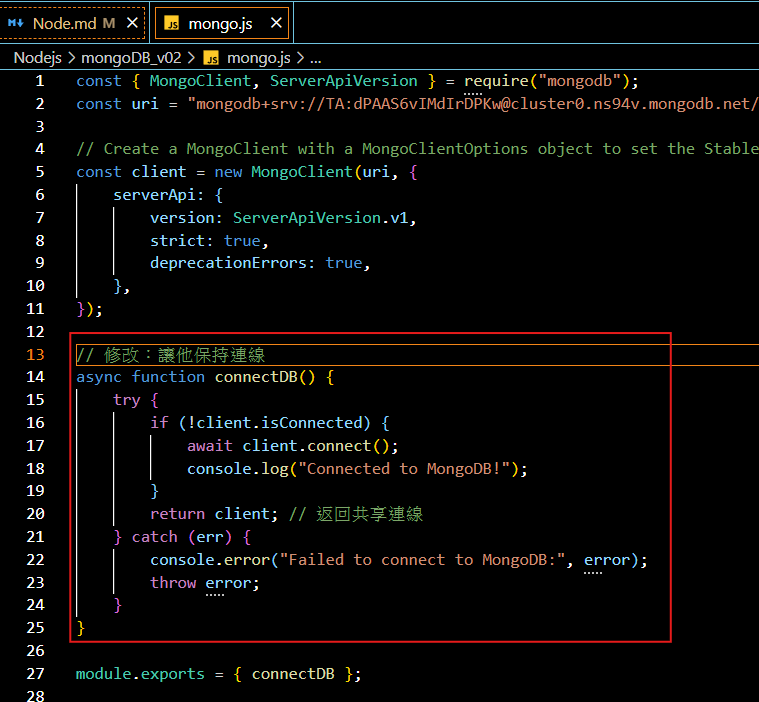 Node.md M
JS mongo.js
Nodejs > mongoDB_v02 > JS mongo.js > ...
1 const { MongoClient, ServerApiVersion } = require("mongodb");
2 const uri = "mongodb+srv://TA:dPAAS6vIMdIrDPKw@cluster0.ns94v.mongodb.net/
3
4 // Create a MongoClient with a MongoClientOptions object to set the Stable
5 const client = new MongoClient(uri, {
6 serverApi: {
7 version: ServerApiVersion.v1,
8 strict: true,
9 deprecationErrors: true,
10 },
11 });
12
13 // 修改：讓他保持連線
14 async function connectDB() {
15 try {
16 if (!client.isConnected) {
17 await client.connect();
18 console.log("Connected to MongoDB!");
19 }
20 return client; // 返回共享連線
21 } catch (err) {
22 console.error("Failed to connect to MongoDB:", error);
23 throw error;
24 }
25 }
26
27 module.exports = { connectDB };
28